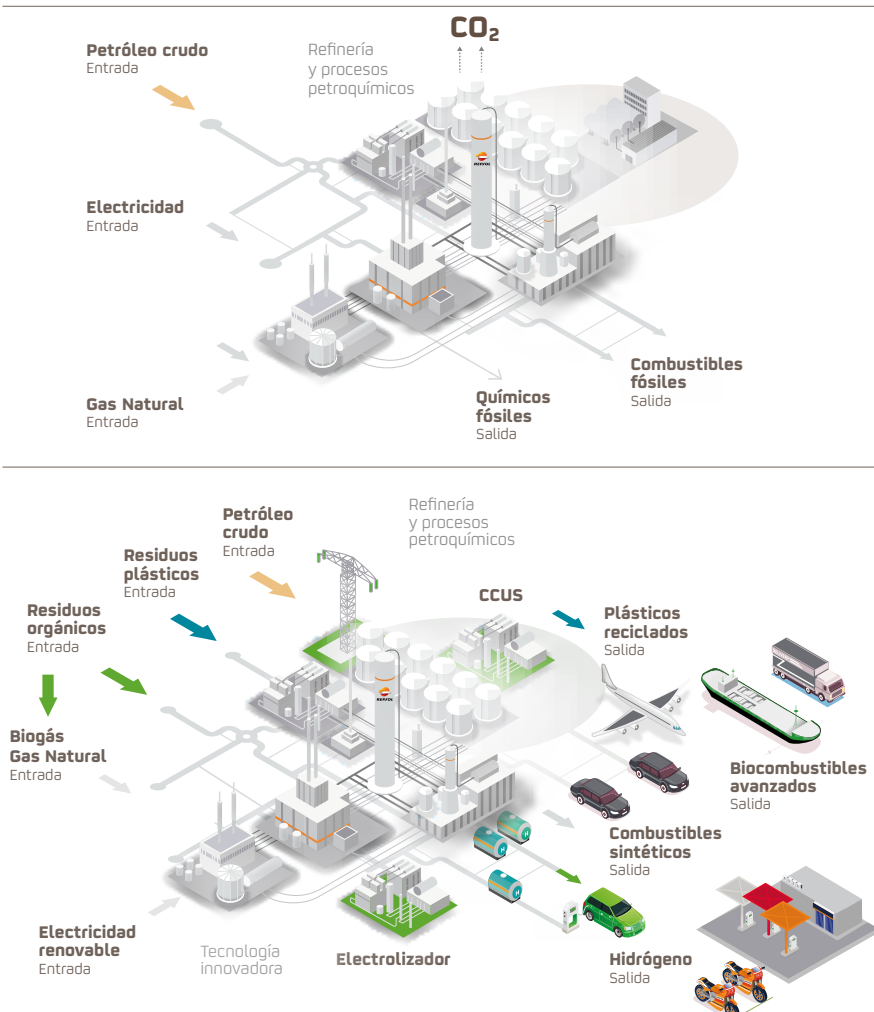 CO₂
Petróleo crudo
Entrada
Refinería
y procesos
petroquímicos
REPSOL
Electricidad
Entrada
Gas Natural
Entrada
Químicos
fósiles
Salida
Combustibles
fósiles
Salida
Refinería
y procesos
petroquímicos
Petróleo
crudo
Entrada
Residuos
plásticos
Entrada
Residuos
orgánicos
Entrada
CCUS
Plásticos
reciclados
Salida
REPSOL
Biogás
Gas Natural
Entrada
Biocombustibles
avanzados
Salida
Combustibles
sintéticos
Salida
H
H
H
Electricidad
renovable
Entrada
Tecnología
innovadora
Electrolizador
Hidrógeno
Salida